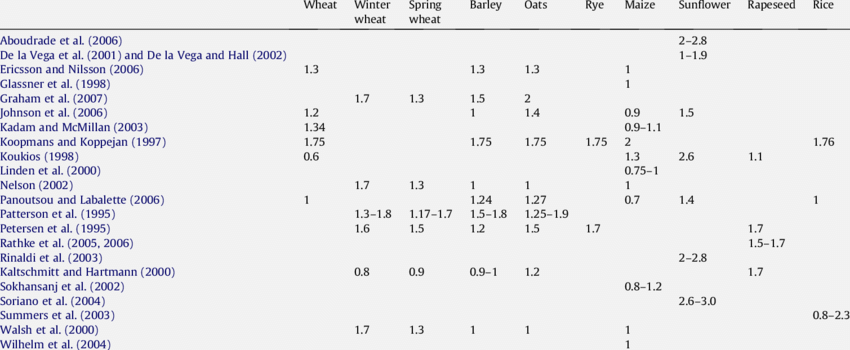 Wheat Winter wheat Spring wheat Barley Oats Rye Maize Sunflower Rapeseed Rice
Aboudrade et al. (2006) 2–2.8
De la Vega et al. (2001) and De la Vega and Hall (2002) 1–1.9
Ericsson and Nilsson (2006) 1.3 1.3 1.3 1
Glassner et al. (1998) 1
Graham et al. (2007) 1.7 1.3 1.5 2
Johnson et al. (2006) 1.2 1 1.4 0.9 1.5
Kadam and McMillan (2003) 1.34 0.9–1.1
Koopmans and Koppejan (1997) 1.75 1.75 1.75 1.75 2 1.76
Koukios (1998) 0.6 1.3 2.6 1.1
Linden et al. (2000) 0.75–1
Nelson (2002) 1.7 1.3 1 1 1
Panoutsou and Labalette (2006) 1 1.24 1.27 0.7 1.4 1
Patterson et al. (1995) 1.3–1.8 1.17–1.7 1.5–1.8 1.25–1.9
Petersen et al. (1995) 1.6 1.5 1.2 1.5 1.7 1.7
Rathke et al. (2005, 2006) 1.5–1.7
Rinaldi et al. (2003) 2–2.8
Kaltschmitt and Hartmann (2000) 0.8 0.9 0.9–1 1.2 1.7
Sokhansanj et al. (2002) 0.8–1.2
Soriano et al. (2004) 2.6–3.0
Summers et al. (2003) 0.8–2.3
Walsh et al. (2000) 1.7 1.3 1 1 1
Wilhelm et al. (2004) 1